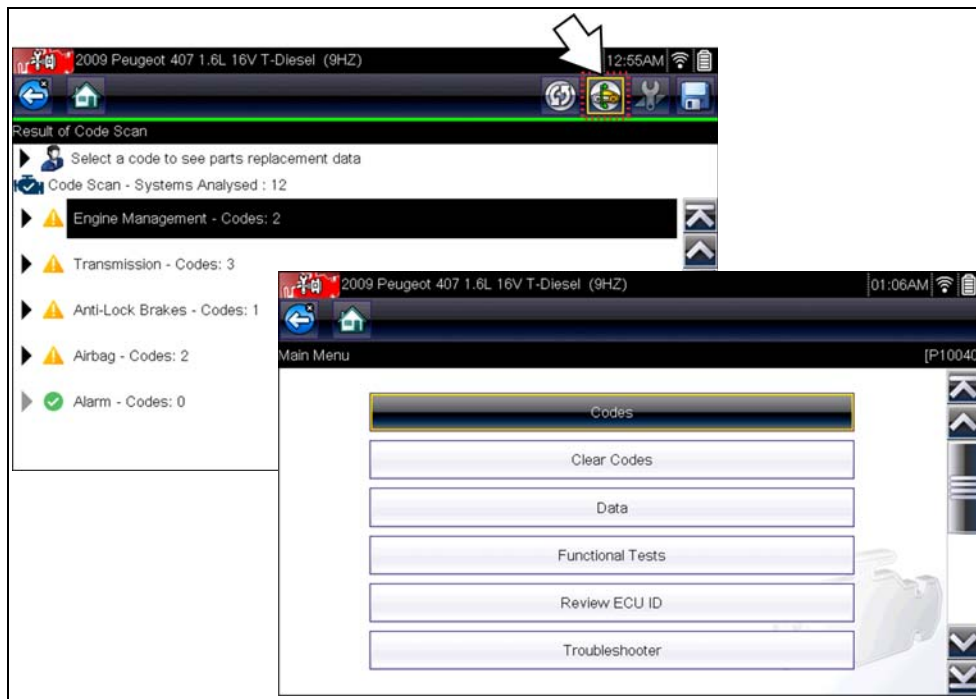 2009 Peugeot 407 1.6L 16V T-Diesel (9HZ) 12:55AM
Result of Code Scan
Select a code to see parts replacement data
Code Scan - Systems Analysed : 12
Engine Management - Codes: 2
Transmission - Codes: 3
Anti-Lock Brakes - Codes: 1
Airbag - Codes: 2
Alarm - Codes: 0
2009 Peugeot 407 1.6L 16V T-Diesel (9HZ) 01:06AM
Main Menu [P10040
Codes
Clear Codes
Data
Functional Tests
Review ECU ID
Troubleshooter